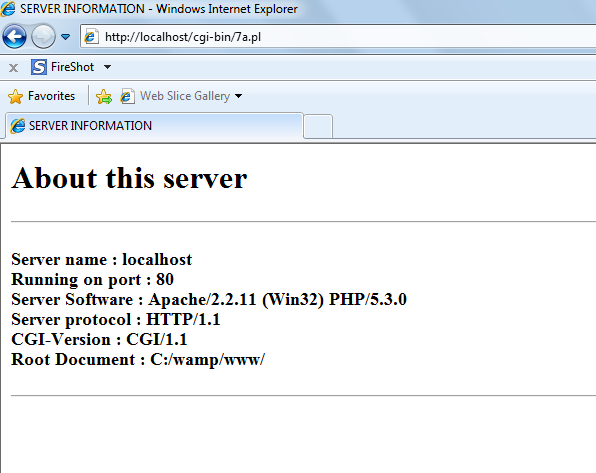 SERVER INFORMATION - Windows Internet Explorer
http://localhost/cgi-bin/7a.pl
x S FireShot
Favorites Web Slice Gallery
SERVER INFORMATION
About this server
Server name : localhost
Running on port : 80
Server Software : Apache/2.2.11 (Win32) PHP/5.3.0
Server protocol : HTTP/1.1
CGI-Version : CGI/1.1
Root Document : C:/wamp/www/